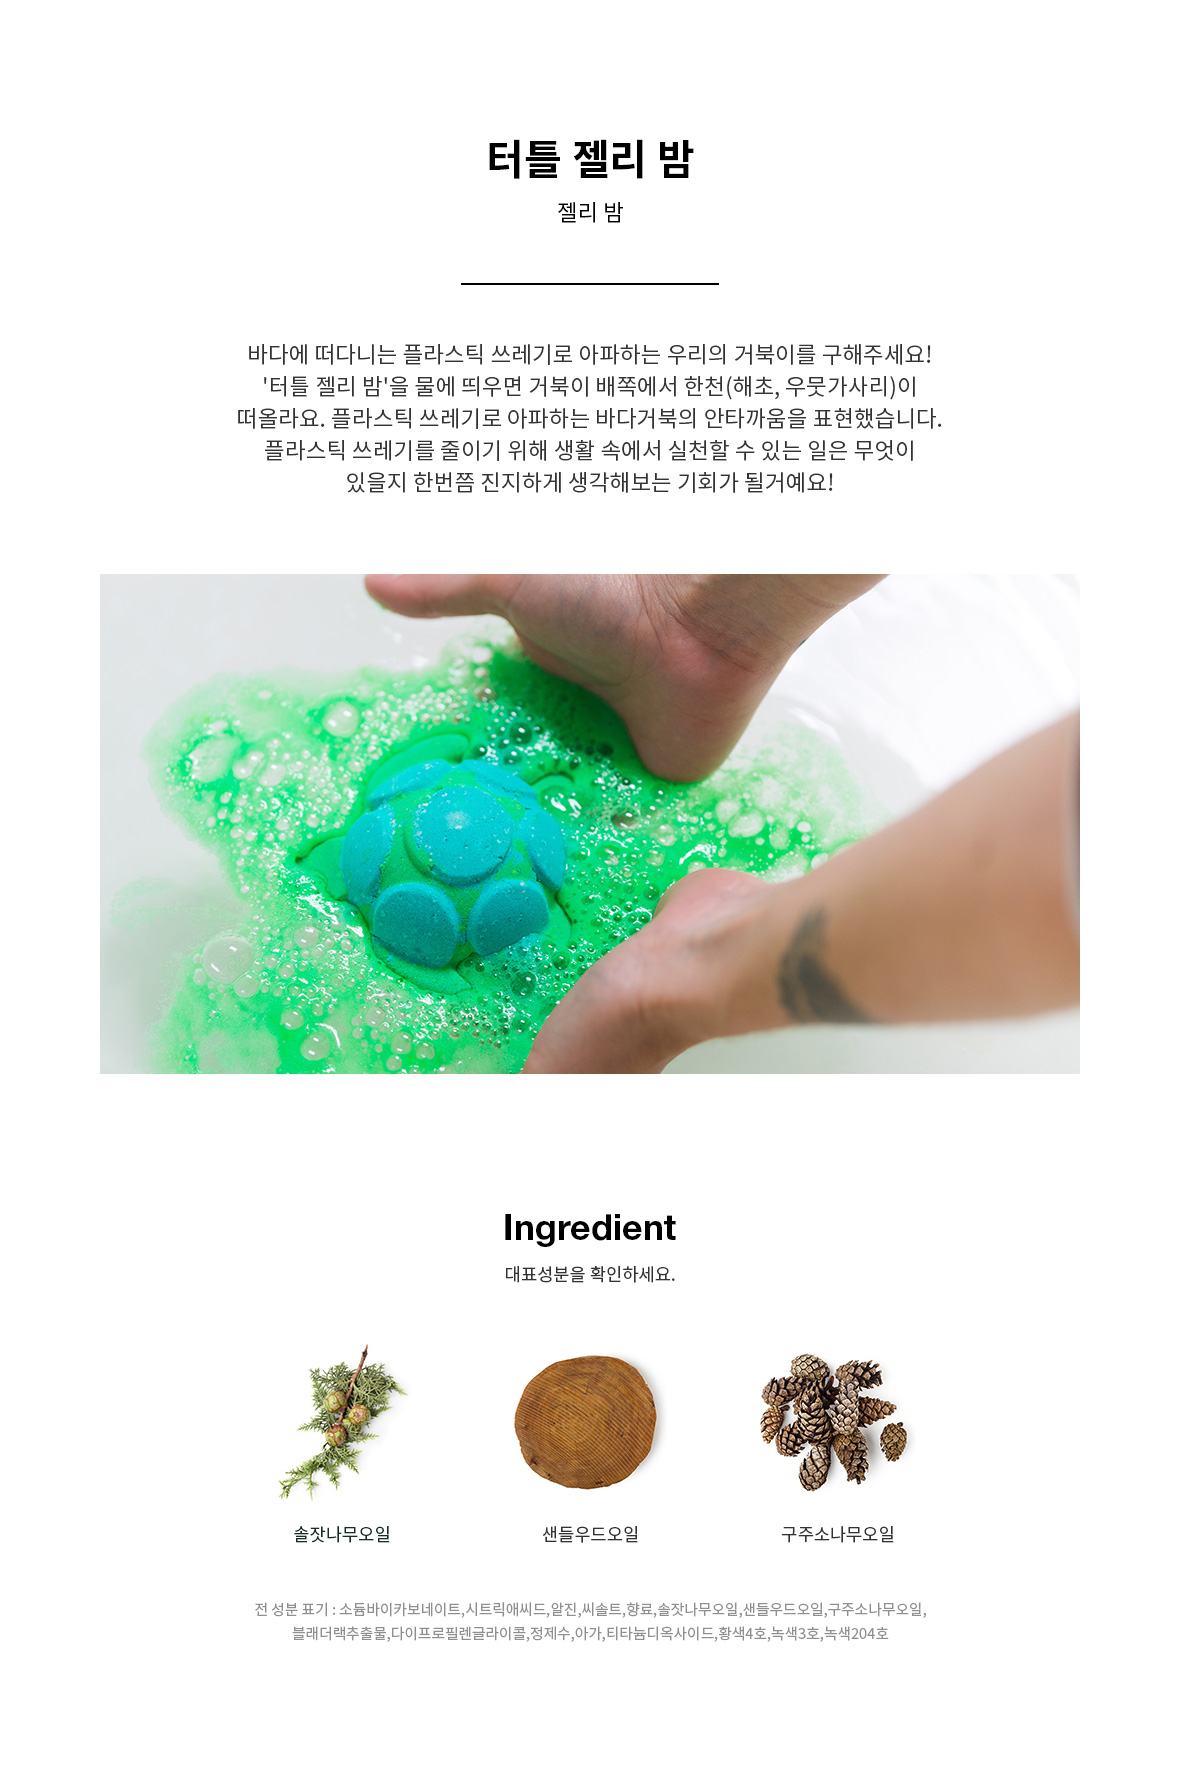 터틀 젤리 밤
젤리 밤
바다에 떠다니는 플라스틱 쓰레기로 아파하는 우리의 거북이를 구해주세요!
'터틀 젤리 밤'을 물에 띄우면 거북이 배쪽에서 한천(해초, 우뭇가사리)이
떠올라요. 플라스틱 쓰레기로 아파하는 바다거북의 안타까움을 표현했습니다.
플라스틱 쓰레기를 줄이기 위해 생활 속에서 실천할 수 있는 일은 무엇이
있을지 한번쯤 진지하게 생각해보는 기회가 될거예요!
Ingredient
대표성분을 확인하세요.
솔잣나무오일
샌들우드오일
구주소나무오일
전 성분 표기 : 소듐바이카보네이트,시트릭애씨드,알진,씨솔트,향료,솔잣나무오일,샌들우드오일,구주소나무오일,
블래더랙추출물,다이프로필렌글라이콜,정제수,아가,티타늄디옥사이드,황색4호,녹색3호,녹색204호